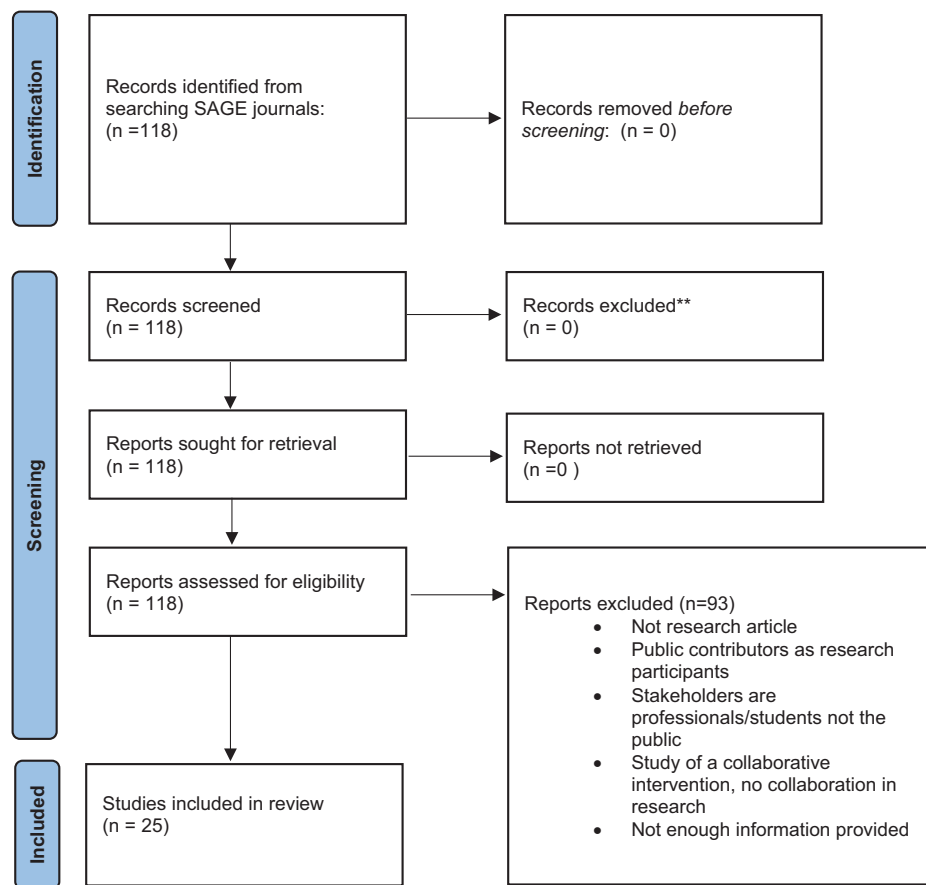 Identification
Records identified from
searching SAGE journals:
(n =118)
Records removed before
screening:  (n = 0)
Screening
Records screened
(n = 118)
Records excluded**
(n = 0)
Reports sought for retrieval
(n = 118)
Reports not retrieved
(n =0 )
Reports assessed for eligibility
(n = 118)
Reports excluded (n=93)
• Not research article
• Public contributors as research
participants
• Stakeholders are
professionals/students not the
public
• Study of a collaborative
intervention, no collaboration in
research
• Not enough information provided
Included
Studies included in review
(n = 25)